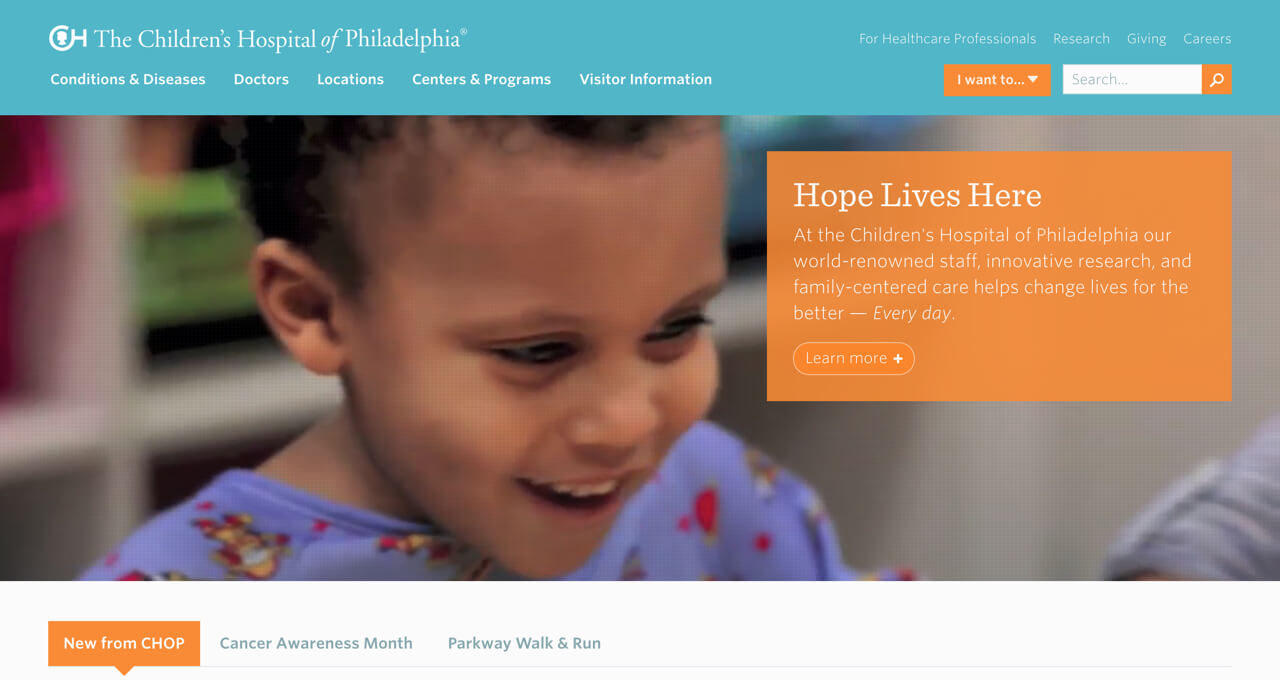 The Children's Hospital of Philadelphia®
For Healthcare Professionals Research Giving Careers
Conditions & Diseases Doctors Locations Centers & Programs Visitor Information
I want to... Search...
Hope Lives Here
At the Children's Hospital of Philadelphia our
world-renowned staff, innovative research, and
family-centered care helps change lives for the
better — Every day.
Learn more +
New from CHOP Cancer Awareness Month Parkway Walk & Run